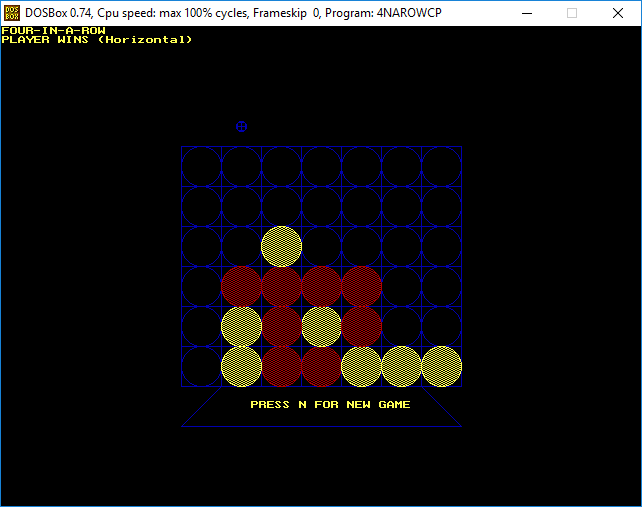 DOS
BOX
DOSBox 0.74, Cpu speed: max 100% cycles, Frameskip  0, Program: 4NAROWCP
FOUR-IN-A-ROW
PLAYER WINS (Horizontal)
PRESS N FOR NEW GAME